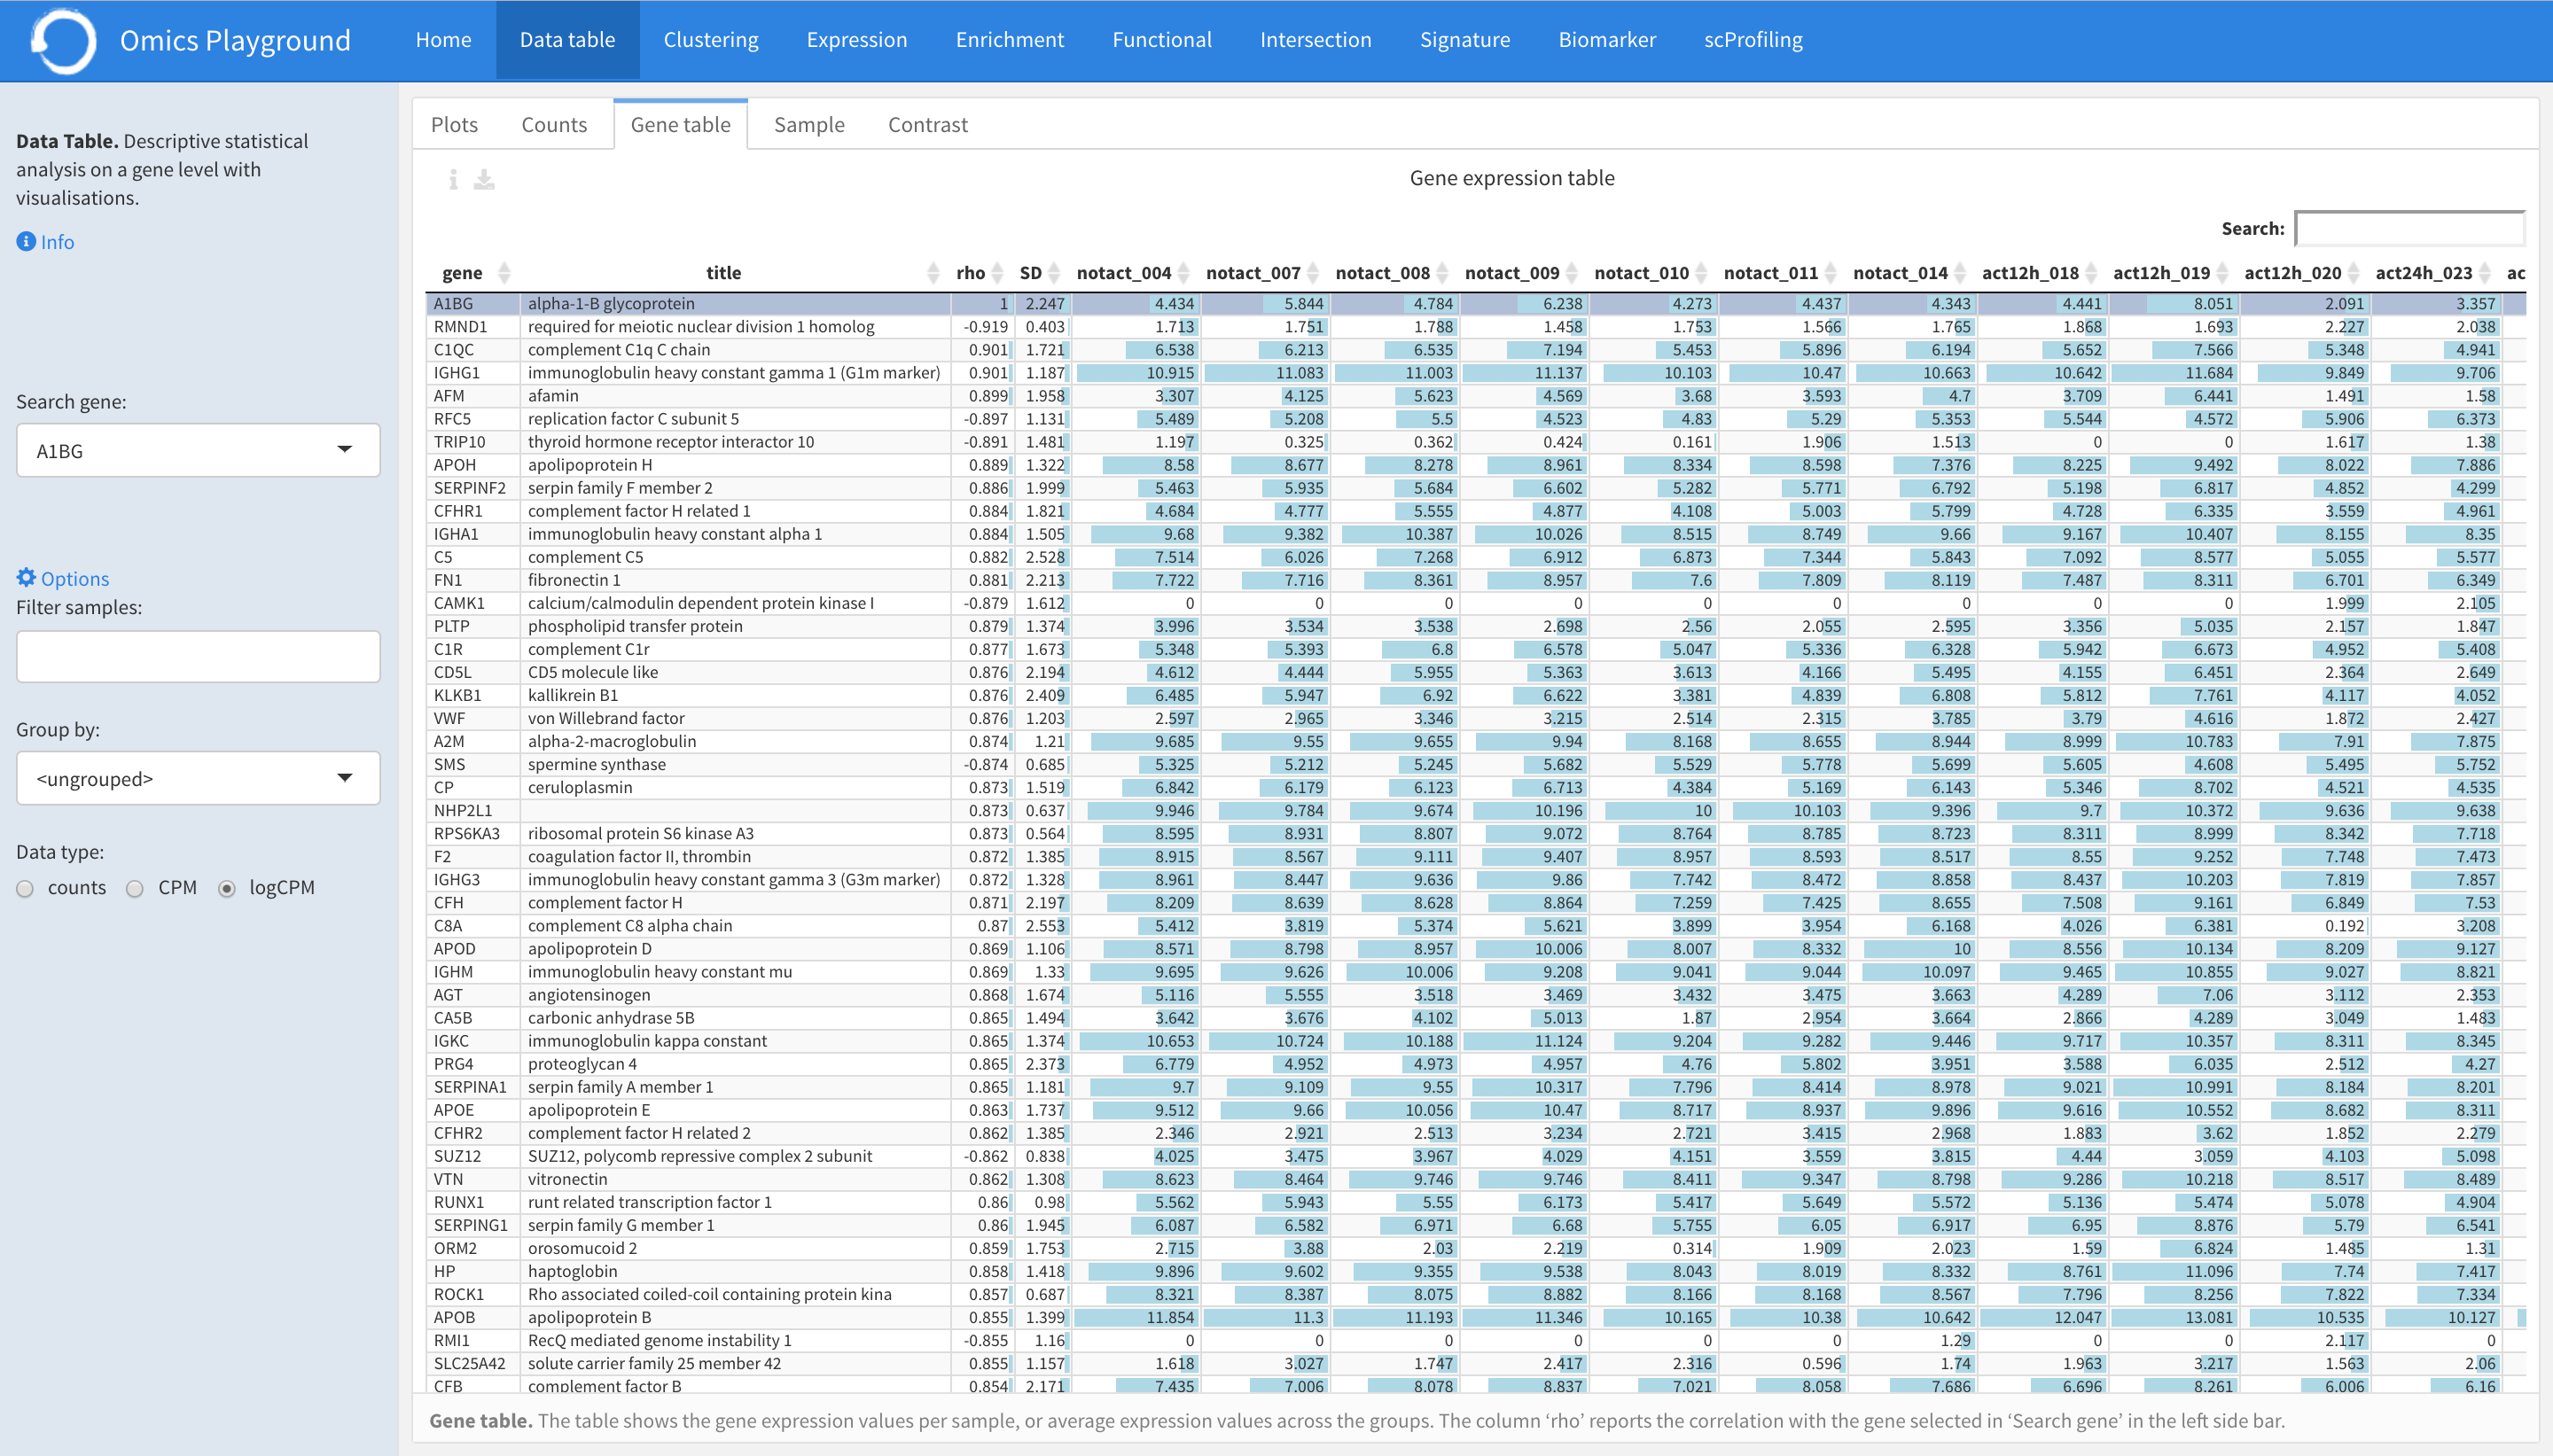 Omics Playground Home Data table Clustering Expression Enrichment Functional Intersection Signature Biomarker scProfiling
Data Table. Descriptive statistical
analysis on a gene level with
visualisations.
Info
Search gene:
A1BG
Options
Filter samples:
Group by:
<ungrouped>
Data type:
counts CPM logCPM
Plots Counts Gene table Sample Contrast
Gene expression table
Search:
gene title rho SD notact_004 notact_007 notact_008 notact_009 notact_010 notact_011 notact_014 act12h_018 act12h_019 act12h_020 act24h_023 ac
A1BG alpha-1-B glycoprotein 1 2.247 4.434 5.844 4.784 6.238 4.273 4.437 4.343 4.441 8.051 2.091 3.357
RMND1 required for meiotic nuclear division 1 homolog -0.919 0.403 1.713 1.751 1.788 1.458 1.753 1.566 1.765 1.868 1.693 2.227 2.038
C1QC complement C1q C chain 0.901 1.721 6.538 6.213 6.535 7.194 5.453 5.896 6.194 5.652 7.566 5.348 4.941
IGHG1 immunoglobulin heavy constant gamma 1 (G1m marker) 0.901 1.187 10.915 11.083 11.003 11.137 10.103 10.47 10.663 10.642 11.684 9.849 9.706
AFM afamin 0.899 1.958 3.307 4.125 5.623 4.569 3.68 3.593 4.7 3.709 6.441 1.491 1.58
RFC5 replication factor C subunit 5 -0.897 1.131 5.489 5.208 5.5 4.523 4.83 5.29 5.353 5.544 4.572 5.906 6.373
TRIP10 thyroid hormone receptor interactor 10 -0.891 1.481 1.197 0.325 0.362 0.424 0.161 1.906 1.513 0 0 1.617 1.38
APOH apolipoprotein H 0.889 1.322 8.58 8.677 8.278 8.961 8.334 8.598 7.376 8.225 9.492 8.022 7.886
SERPINF2 serpin family F member 2 0.886 1.999 5.463 5.935 5.684 6.602 5.282 5.771 6.792 5.198 6.817 4.852 4.299
CFHR1 complement factor H related 1 0.884 1.821 4.684 4.777 5.555 4.877 4.108 5.003 5.799 4.728 6.335 3.559 4.961
IGHA1 immunoglobulin heavy constant alpha 1 0.884 1.505 9.68 9.382 10.387 10.026 8.515 8.749 9.66 9.167 10.407 8.155 8.35
C5 complement C5 0.882 2.528 7.514 6.026 7.268 6.912 6.873 7.344 5.843 7.092 8.577 5.055 5.577
FN1 fibronectin 1 0.881 2.213 7.722 7.716 8.361 8.957 7.6 7.809 8.119 7.487 8.311 6.701 6.349
CAMK1 calcium/calmodulin dependent protein kinase I -0.879 1.612 0 0 0 0 0 0 0 0 0 1.999 2.105
PLTP phospholipid transfer protein 0.879 1.374 3.996 3.534 3.538 2.698 2.56 2.055 2.595 3.356 5.035 2.157 1.847
C1R complement C1r 0.877 1.673 5.348 5.393 6.8 6.578 5.047 5.336 6.328 5.942 6.673 4.952 5.408
CD5L CD5 molecule like 0.876 2.194 4.612 4.444 5.955 5.363 3.613 4.166 5.495 4.155 6.451 2.364 2.649
KLKB1 kallikrein B1 0.876 2.409 6.485 5.947 6.92 6.622 3.381 4.839 6.808 5.812 7.761 4.117 4.052
VWF von Willebrand factor 0.876 1.203 2.597 2.965 3.346 3.215 2.514 2.315 3.785 3.79 4.616 1.872 2.427
A2M alpha-2-macroglobulin 0.874 1.21 9.685 9.55 9.655 9.94 8.168 8.655 8.944 8.999 10.783 7.91 7.875
SMS spermine synthase -0.874 0.685 5.325 5.212 5.245 5.682 5.529 5.778 5.699 5.605 4.608 5.495 5.752
CP ceruloplasmin 0.873 1.519 6.842 6.179 6.123 6.713 4.384 5.169 6.143 5.346 8.702 4.521 4.535
NHP2L1 0.873 0.637 9.946 9.784 9.674 10.196 10 10.103 9.396 9.7 10.372 9.636 9.638
RPS6KA3 ribosomal protein S6 kinase A3 0.873 0.564 8.595 8.931 8.807 9.072 8.764 8.785 8.723 8.311 8.999 8.342 7.718
F2 coagulation factor II, thrombin 0.872 1.385 8.915 8.567 9.111 9.407 8.957 8.593 8.517 8.55 9.252 7.748 7.473
IGHG3 immunoglobulin heavy constant gamma 3 (G3m marker) 0.872 1.328 8.961 8.447 9.636 9.86 7.742 8.472 8.858 8.437 10.203 7.819 7.857
CFH complement factor H 0.871 2.197 8.209 8.639 8.628 8.864 7.259 7.425 8.655 7.508 9.161 6.849 7.53
C8A complement C8 alpha chain 0.87 2.553 5.412 3.819 5.374 5.621 3.899 3.954 6.168 4.026 6.381 0.192 3.208
APOD apolipoprotein D 0.869 1.106 8.571 8.798 8.957 10.006 8.007 8.332 10 8.556 10.134 8.209 9.127
IGHM immunoglobulin heavy constant mu 0.869 1.33 9.695 9.626 10.006 9.208 9.041 9.044 10.097 9.465 10.855 9.027 8.821
AGT angiotensinogen 0.868 1.674 5.116 5.555 3.518 3.469 3.432 3.475 3.663 4.289 7.06 3.112 2.353
CA5B carbonic anhydrase 5B 0.865 1.494 3.642 3.676 4.102 5.013 1.87 2.954 3.664 2.866 4.289 3.049 1.483
IGKC immunoglobulin kappa constant 0.865 1.374 10.653 10.724 10.188 11.124 9.204 9.282 9.446 9.717 10.357 8.311 8.345
PRG4 proteoglycan 4 0.865 2.373 6.779 4.952 4.973 4.957 4.76 5.802 3.951 3.588 6.035 2.512 4.27
SERPINA1 serpin family A member 1 0.865 1.181 9.7 9.109 9.55 10.317 7.796 8.414 8.978 9.021 10.991 8.184 8.201
APOE apolipoprotein E 0.863 1.737 9.512 9.66 10.056 10.47 8.717 8.937 9.896 9.616 10.552 8.682 8.311
CFHR2 complement factor H related 2 0.862 1.385 2.346 2.921 2.513 3.234 2.721 3.415 2.968 1.883 3.62 1.852 2.279
SUZ12 SUZ12, polycomb repressive complex 2 subunit -0.862 0.838 4.025 3.475 3.967 4.029 4.151 3.559 3.815 4.44 3.059 4.103 5.098
VTN vitronectin 0.862 1.308 8.623 8.464 9.746 9.746 8.411 9.347 8.798 9.286 10.218 8.517 8.489
RUNX1 runt related transcription factor 1 0.86 0.98 5.562 5.943 5.55 6.173 5.417 5.649 5.572 5.136 5.474 5.078 4.904
SERPING1 serpin family G member 1 0.86 1.945 6.087 6.582 6.971 6.68 5.755 6.05 6.917 6.95 8.876 5.79 6.541
ORM2 orosomucoid 2 0.859 1.753 2.715 3.88 2.03 2.219 0.314 1.909 2.023 1.59 6.824 1.485 1.31
HP haptoglobin 0.858 1.418 9.896 9.602 9.355 9.538 8.043 8.019 8.332 8.761 11.096 7.74 7.417
ROCK1 Rho associated coiled-coil containing protein kina 0.857 0.687 8.321 8.387 8.075 8.882 8.166 8.168 8.567 7.796 8.256 7.822 7.334
APOB apolipoprotein B 0.855 1.399 11.854 11.3 11.193 11.346 10.165 10.38 10.642 12.047 13.081 10.535 10.127
RMI1 RecQ mediated genome instability 1 -0.855 1.16 0 0 0 0 0 0 1.29 0 0 2.117 0
SLC25A42 solute carrier family 25 member 42 0.855 1.157 1.618 3.027 1.747 2.417 2.316 0.596 1.74 1.963 3.217 1.563 2.06
CFB complement factor B 0.854 2.171 7.435 7.006 8.078 8.837 7.021 8.058 7.686 6.696 8.261 6.006 6.16
Gene table. The table shows the gene expression values per sample, or average expression values across the groups. The column ‘rho’ reports the correlation with the gene selected in ‘Search gene’ in the left side bar.